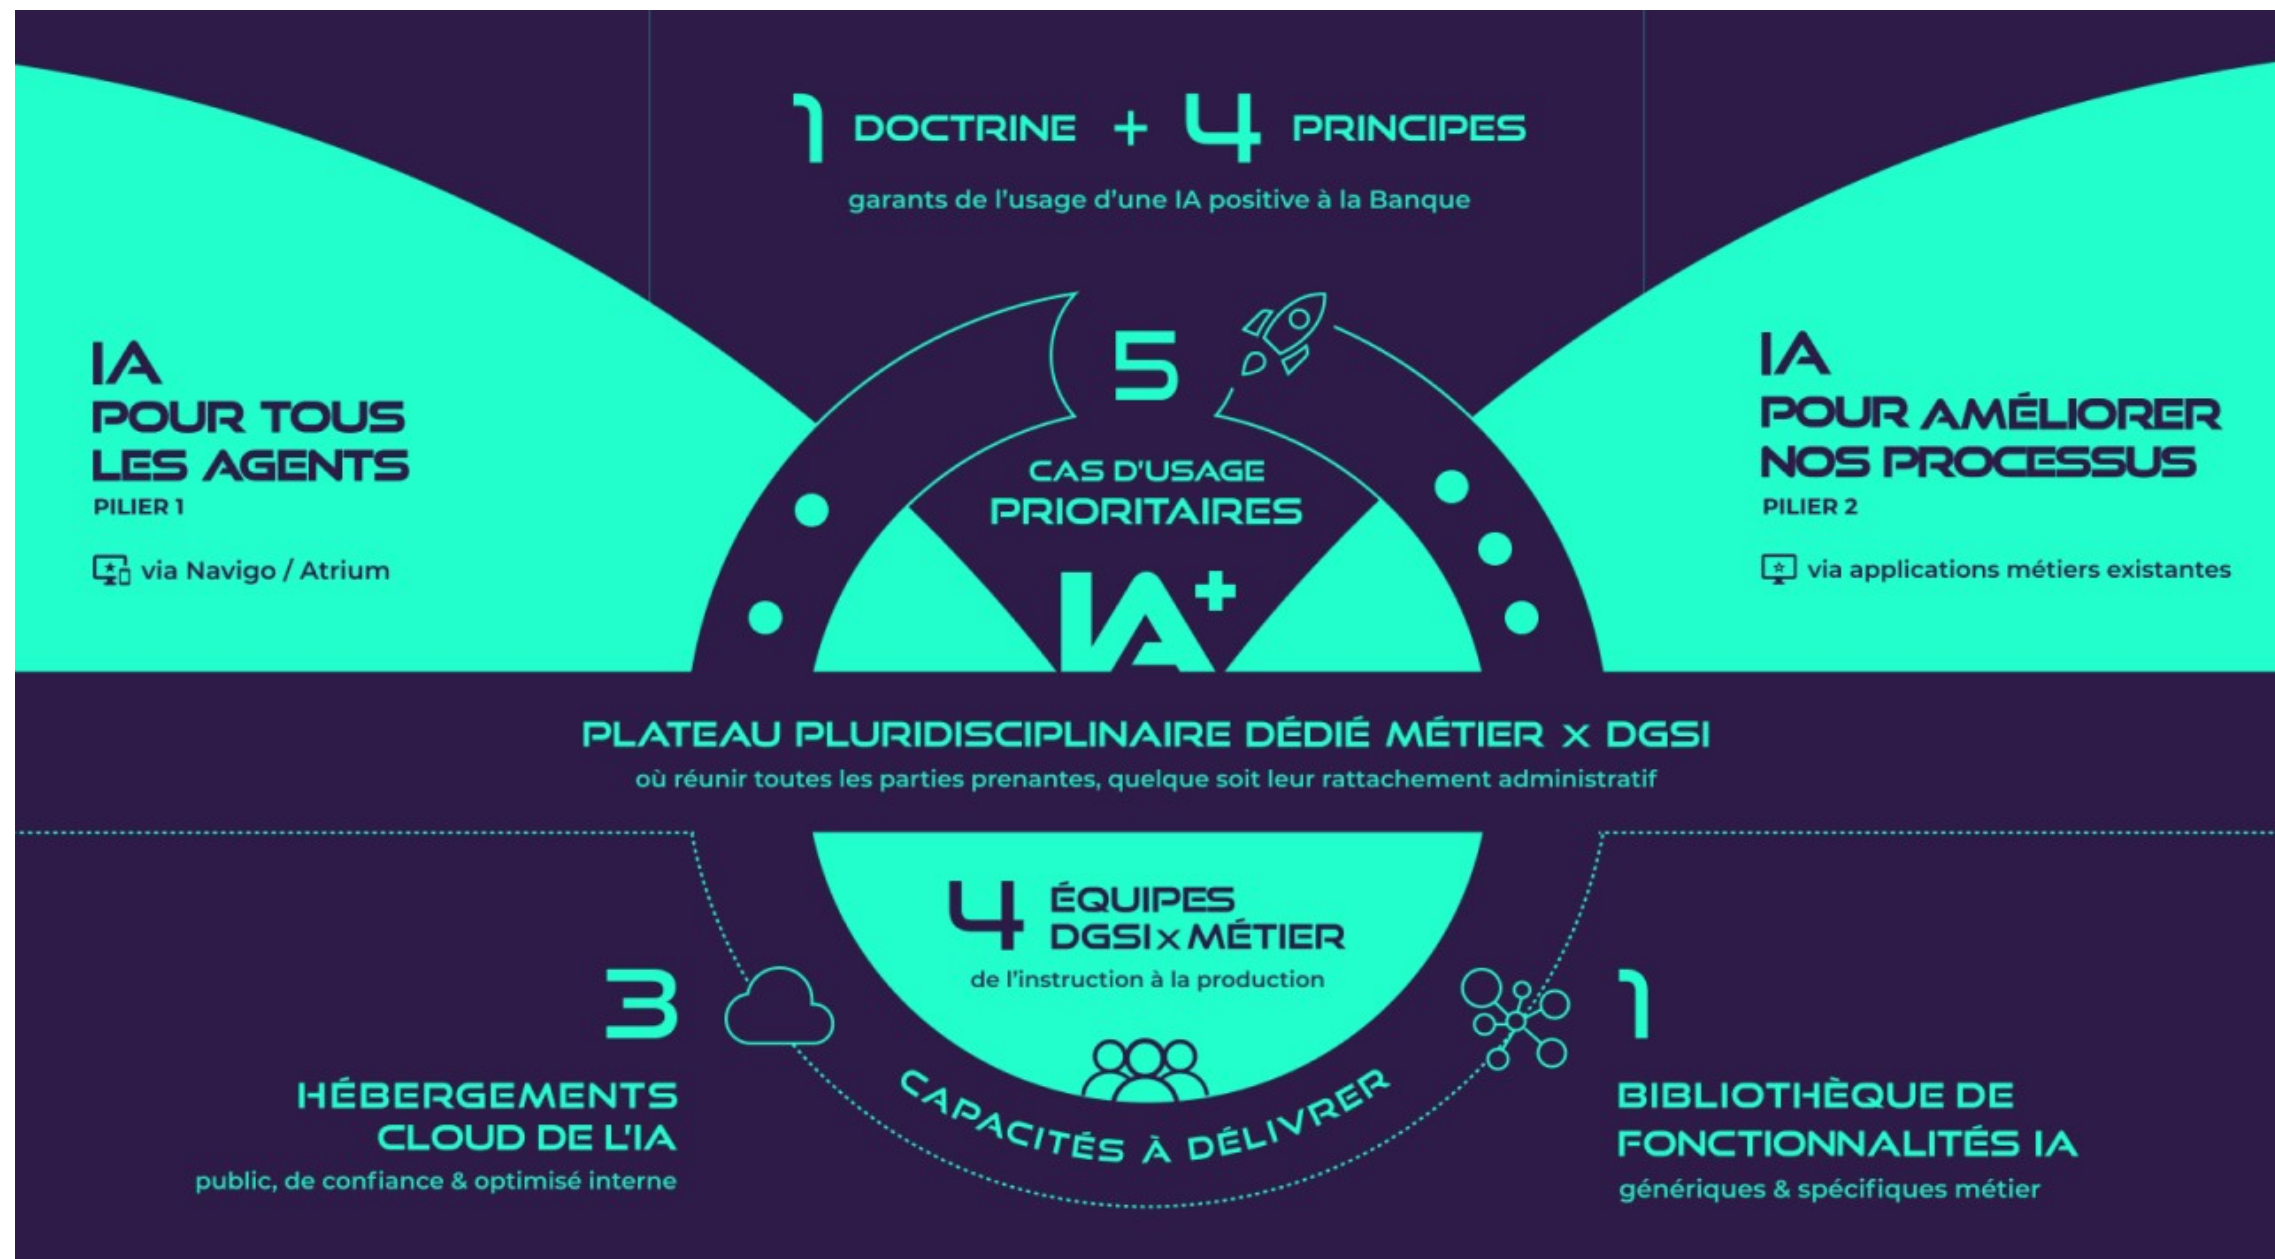 1 DOCTRINE + 4 PRINCIPES
garants de l'usage d'une IA positive à la Banque
IA
POUR TOUS
LES AGENTS
PILIER 1
via Navigo / Atrium
5
CAS D'USAGE
PRIORITAIRES
IA+
IA
POUR AMÉLIORER
NOS PROCESSUS
PILIER 2
via applications métiers existantes
PLATEAU PLURIDISCIPLINAIRE DÉDIÉ MÉTIER x DGSI
où réunir toutes les parties prenantes, quelque soit leur rattachement administratif
4 ÉQUIPES
DGSI x MÉTIER
de l'instruction à la production
CAPACITÉS À DÉLIVRER
3
HÉBERGEMENTS
CLOUD DE L'IA
public, de confiance & optimisé interne
1
BIBLIOTHÈQUE DE
FONCTIONNALITÉS IA
génériques & spécifiques métier